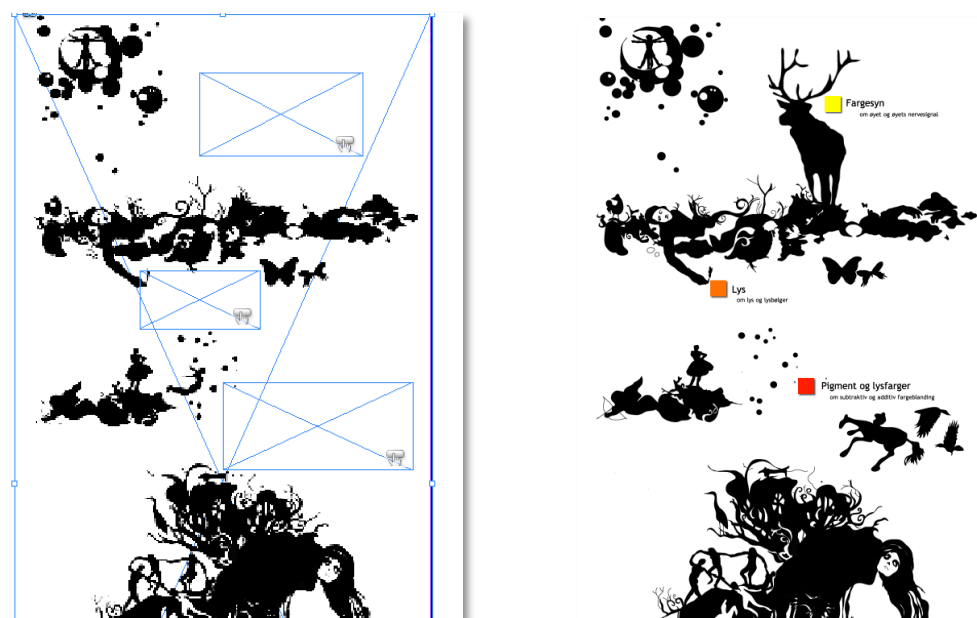 Fargesyn
om øyet og øyets nervesignal
Lys
om lys og lysbølger
Pigment og lysfarger
om subtraktiv og additiv fargeblanding